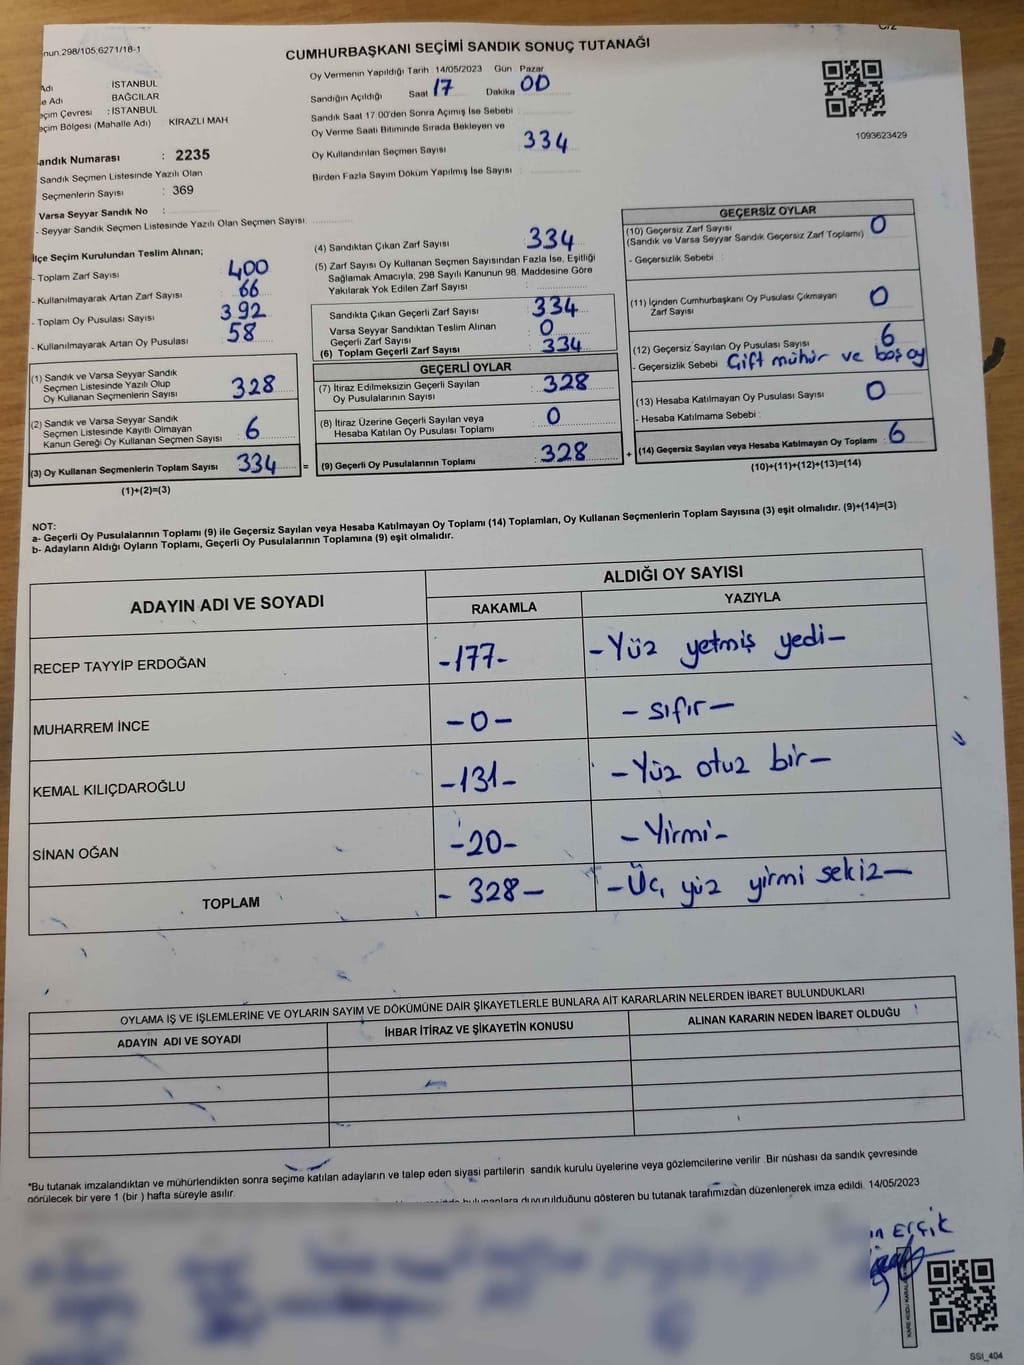 nun.298/105,6271/18-1
C/2
CUMHURBAŞKANI SEÇİMİ SANDIK SONUÇ TUTANAĞI
Adı : İSTANBUL
e Adı : BAĞCILAR
eçim Çevresi : İSTANBUL
eçim Bölgesi (Mahalle Adı) : KİRAZLI MAH
andık Numarası : 2235
Sandık Seçmen Listesinde Yazılı Olan
Seçmenlerin Sayısı : 369
Varsa Seyyar Sandık No :
- Seyyar Sandık Seçmen Listesinde Yazılı Olan Seçmen Sayısı
Oy Vermenin Yapıldığı Tarih 14/05/2023 Gün Pazar
Sandığın Açıldığı Saat 17 Dakika 00
Sandık Saat 17:00'den Sonra Açımış İse Sebebi :
Oy Verme Saati Bitiminde Sırada Bekleyen ve
Oy Kullandırılan Seçmen Sayısı 334
Birden Fazla Sayım Döküm Yapılmış İse Sayısı
1093623429
İlçe Seçim Kurulundan Teslim Alınan;
- Toplam Zarf Sayısı 400
- Kullanılmayarak Artan Zarf Sayısı 66
- Toplam Oy Pusulası Sayısı 392
- Kullanılmayarak Artan Oy Pusulası 58
(1) Sandık ve Varsa Seyyar Sandık
Seçmen Listesinde Yazılı Olup
Oy Kullanan Seçmenlerin Sayısı 328
(2) Sandık ve Varsa Seyyar Sandık
Seçmen Listesinde Kayıtlı Olmayan
Kanun Gereği Oy Kullanan Seçmen Sayısı 6
(3) Oy Kullanan Seçmenlerin Toplam Sayısı 334 =
(1)+(2)=(3)
(4) Sandıktan Çıkan Zarf Sayısı 334
(5) Zarf Sayısı Oy Kullanan Seçmen Sayısından Fazla İse, Eşitliği
Sağlamak Amacıyla, 298 Sayılı Kanunun 98. Maddesine Göre
Yakılarak Yok Edilen Zarf Sayısı :
Sandıkta Çıkan Geçerli Zarf Sayısı 334
Varsa Seyyar Sandıktan Teslim Alınan
Geçerli Zarf Sayısı 0
(6) Toplam Geçerli Zarf Sayısı 334
GEÇERLİ OYLAR
(7) İtiraz Edilmeksizin Geçerli Sayılan
Oy Pusulalarının Sayısı 328
(8) İtiraz Üzerine Geçerli Sayılan veya
Hesaba Katılan Oy Pusulası Toplamı 0
(9) Geçerli Oy Pusulalarının Toplamı 328 +
GEÇERSİZ OYLAR
(10) Geçersiz Zarf Sayısı 0
(Sandık ve Varsa Seyyar Sandık Geçersiz Zarf Toplamı)
- Geçersizlik Sebebi :
(11) İçinden Cumhurbaşkanı Oy Pusulası Çıkmayan
Zarf Sayısı 0
(12) Geçersiz Sayılan Oy Pusulası Sayısı 6
- Geçersizlik Sebebi Çift mühür ve boş oy
(13) Hesaba Katılmayan Oy Pusulası Sayısı 0
- Hesaba Katılmama Sebebi :
(14) Geçersiz Sayılan veya Hesaba Katılmayan Oy Toplamı : 6
(10)+(11)+(12)+(13)=(14)
NOT:
a- Geçerli Oy Pusulalarının Toplamı (9) ile Geçersiz Sayılan veya Hesaba Katılmayan Oy Toplamı (14) Toplamları, Oy Kullanan Seçmenlerin Toplam Sayısına (3) eşit olmalıdır. (9)+(14)=(3)
b- Adayların Aldığı Oyların Toplamı, Geçerli Oy Pusulalarının Toplamına (9) eşit olmalıdır.
ADAYIN ADI VE SOYADI
ALDIĞI OY SAYISI
RAKAMLA YAZIYLA
RECEP TAYYİP ERDOĞAN -177- -Yüz yetmiş yedi-
MUHARREM İNCE -0- -sıfır-
KEMAL KILIÇDAROĞLU -131- -Yüz otuz bir-
SİNAN OĞAN -20- -Yirmi-
TOPLAM -328- -Üç yüz yirmi sekiz-
OYLAMA İŞ VE İŞLEMLERİNE VE OYLARIN SAYIM VE DÖKÜMÜNE DAİR ŞİKAYETLERLE BUNLARA AİT KARARLARIN NELERDEN İBARET BULUNDUKLARI
ADAYIN ADI VE SOYADI İHBAR İTİRAZ VE ŞİKAYETİN KONUSU ALINAN KARARIN NEDEN İBARET OLDUĞU
*Bu tutanak imzalandıktan ve mühürlendikten sonra seçime katılan adayların ve talep eden siyasi partilerin sandık kurulu üyelerine veya gözlemcilerine verilir. Bir nüshası da sandık çevresinde
görülecek bir yere 1 (bir ) hafta süreyle asılır.
bulunanlara duyurulduğunu gösteren bu tutanak tarafımızdan düzenlenerek imza edildi. 14/05/2023
SSI_404